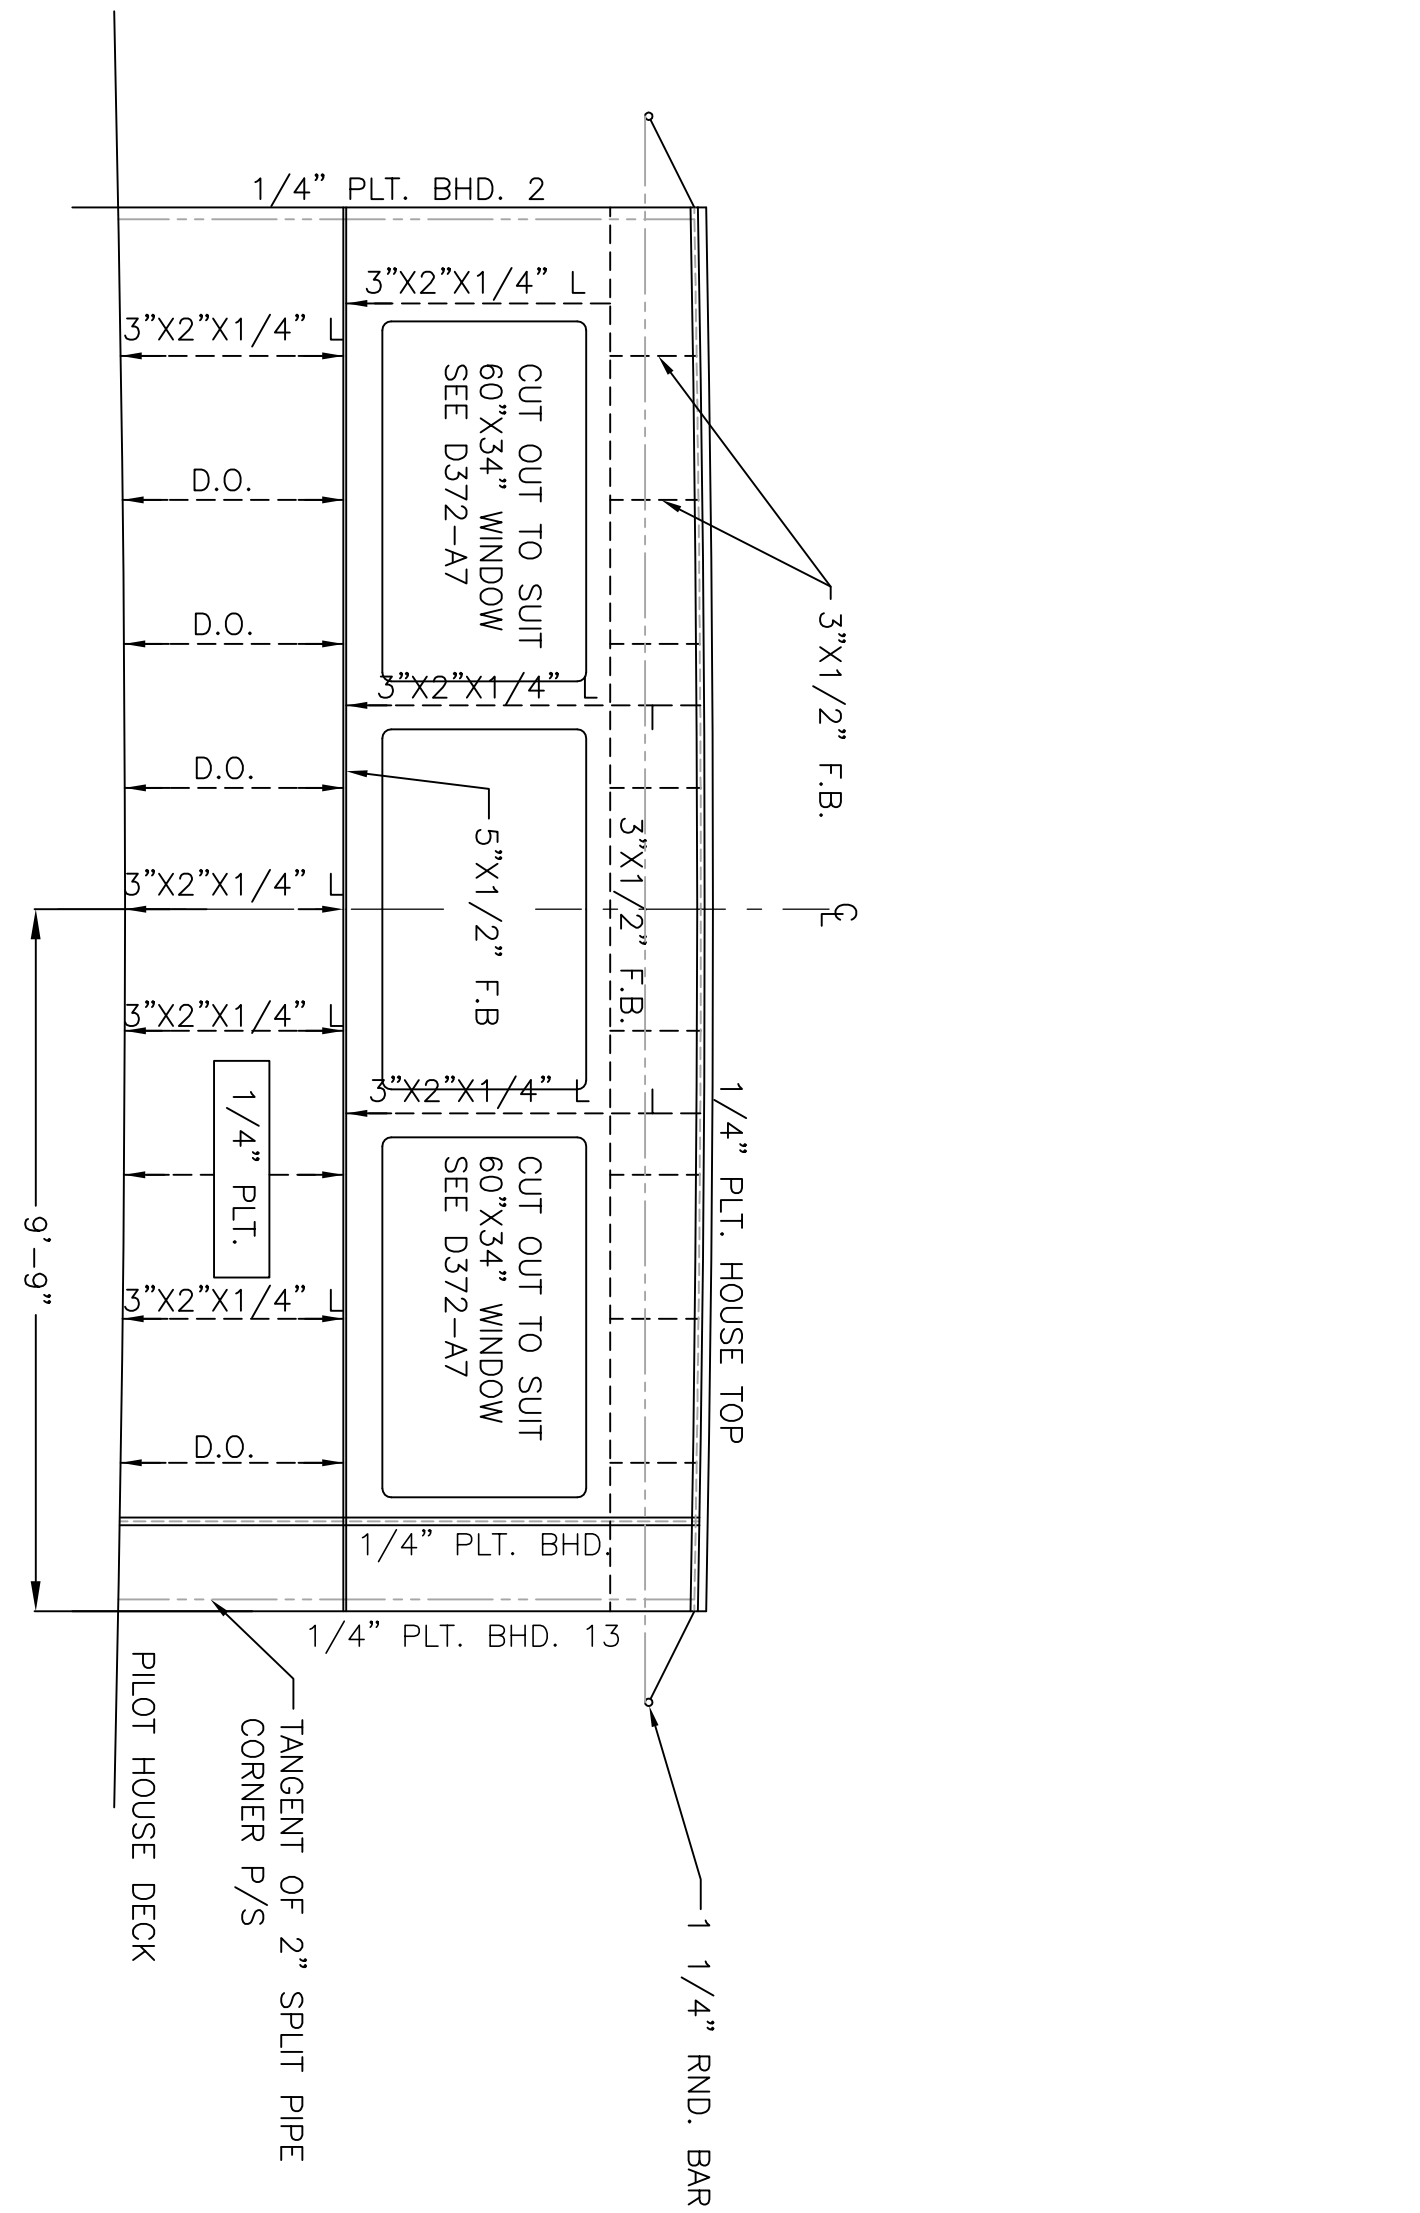 1/4" PLT. BHD. 2
3"X2"X1/4" L
3"X2"X1/4" L
CUT OUT TO SUIT
60"X34" WINDOW
SEE D372-A7
D.O.
3"X1/2" F.B.
D.O.
3"X2"X1/4" L
D.O.
5"X1/2" F.B
3"X1/2" F.B.
3"X2"X1/4" L
CL
3"X2"X1/4" L
3"X2"X1/4" L
1/4" PLT.
1/4" PLT. HOUSE TOP
CUT OUT TO SUIT
60"X34" WINDOW
SEE D372-A7
9'-9"
3"X2"X1/4" L
D.O.
1/4" PLT. BHD.
1/4" PLT. BHD. 13
PILOT HOUSE DECK
TANGENT OF 2" SPLIT PIPE
CORNER P/S
1 1/4" RND. BAR